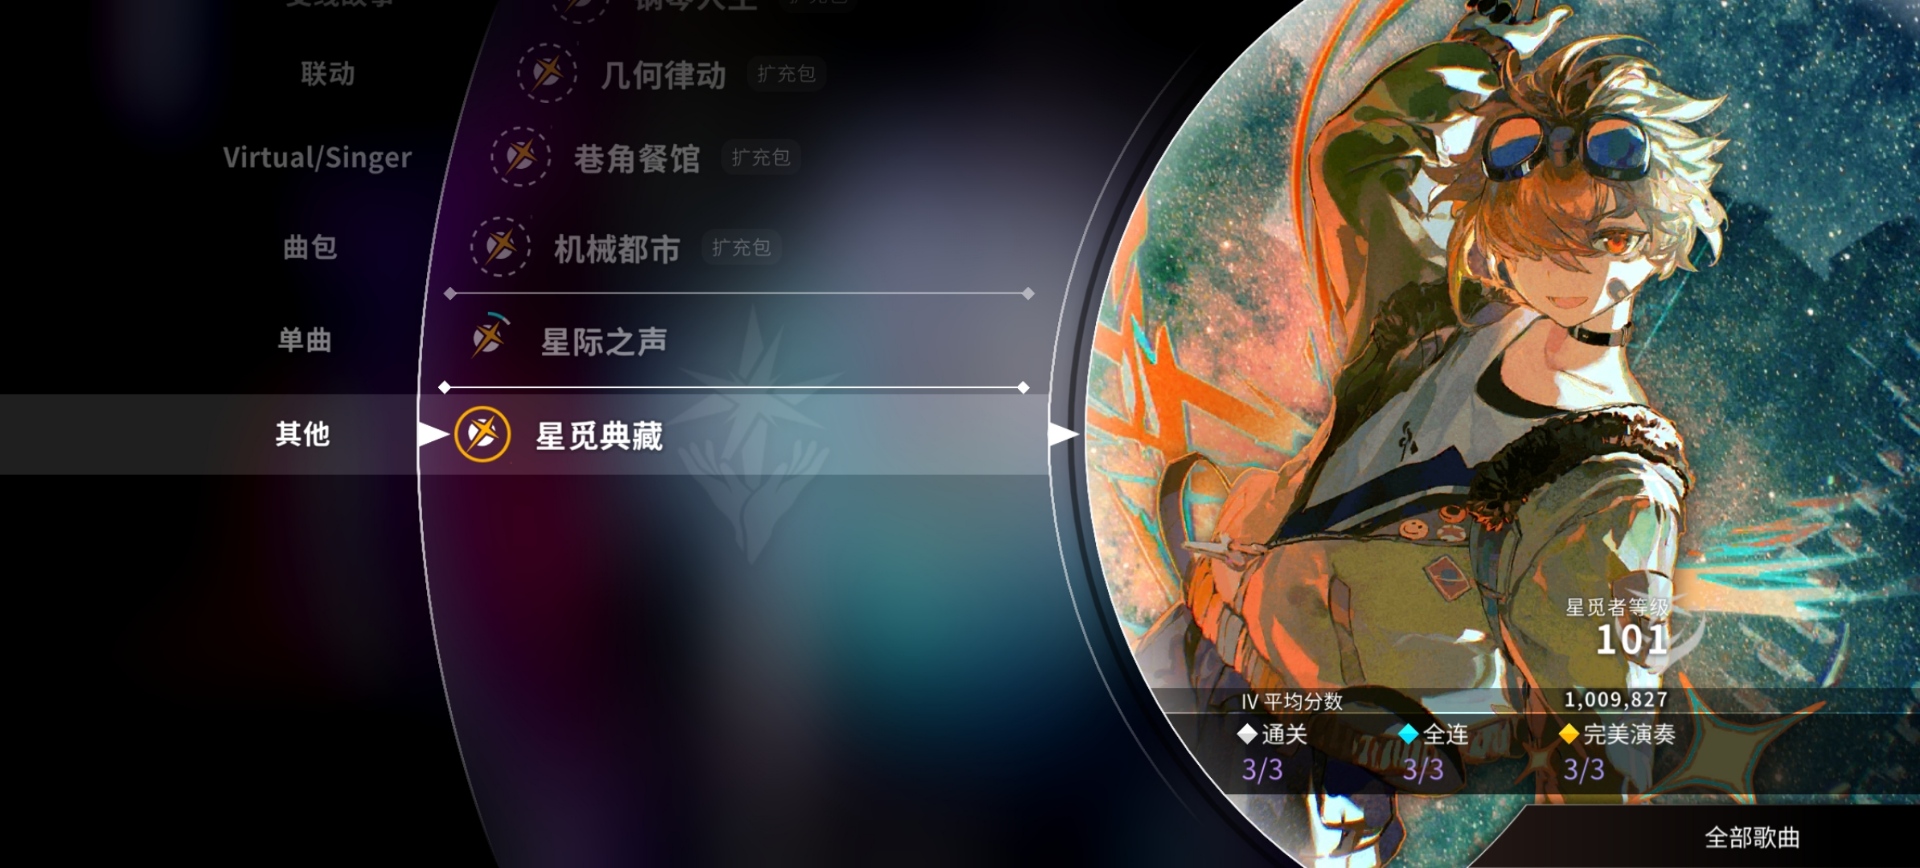 联动
几何律动 扩充包
Virtual/Singer
巷角餐馆 扩充包
曲包
机械都市 扩充包
单曲
星际之声
其他
星觅典藏
星觅者等级
101
IV 平均分数 1,009,827
通关 全连 完美演奏
3/3 3/3 3/3
全部歌曲